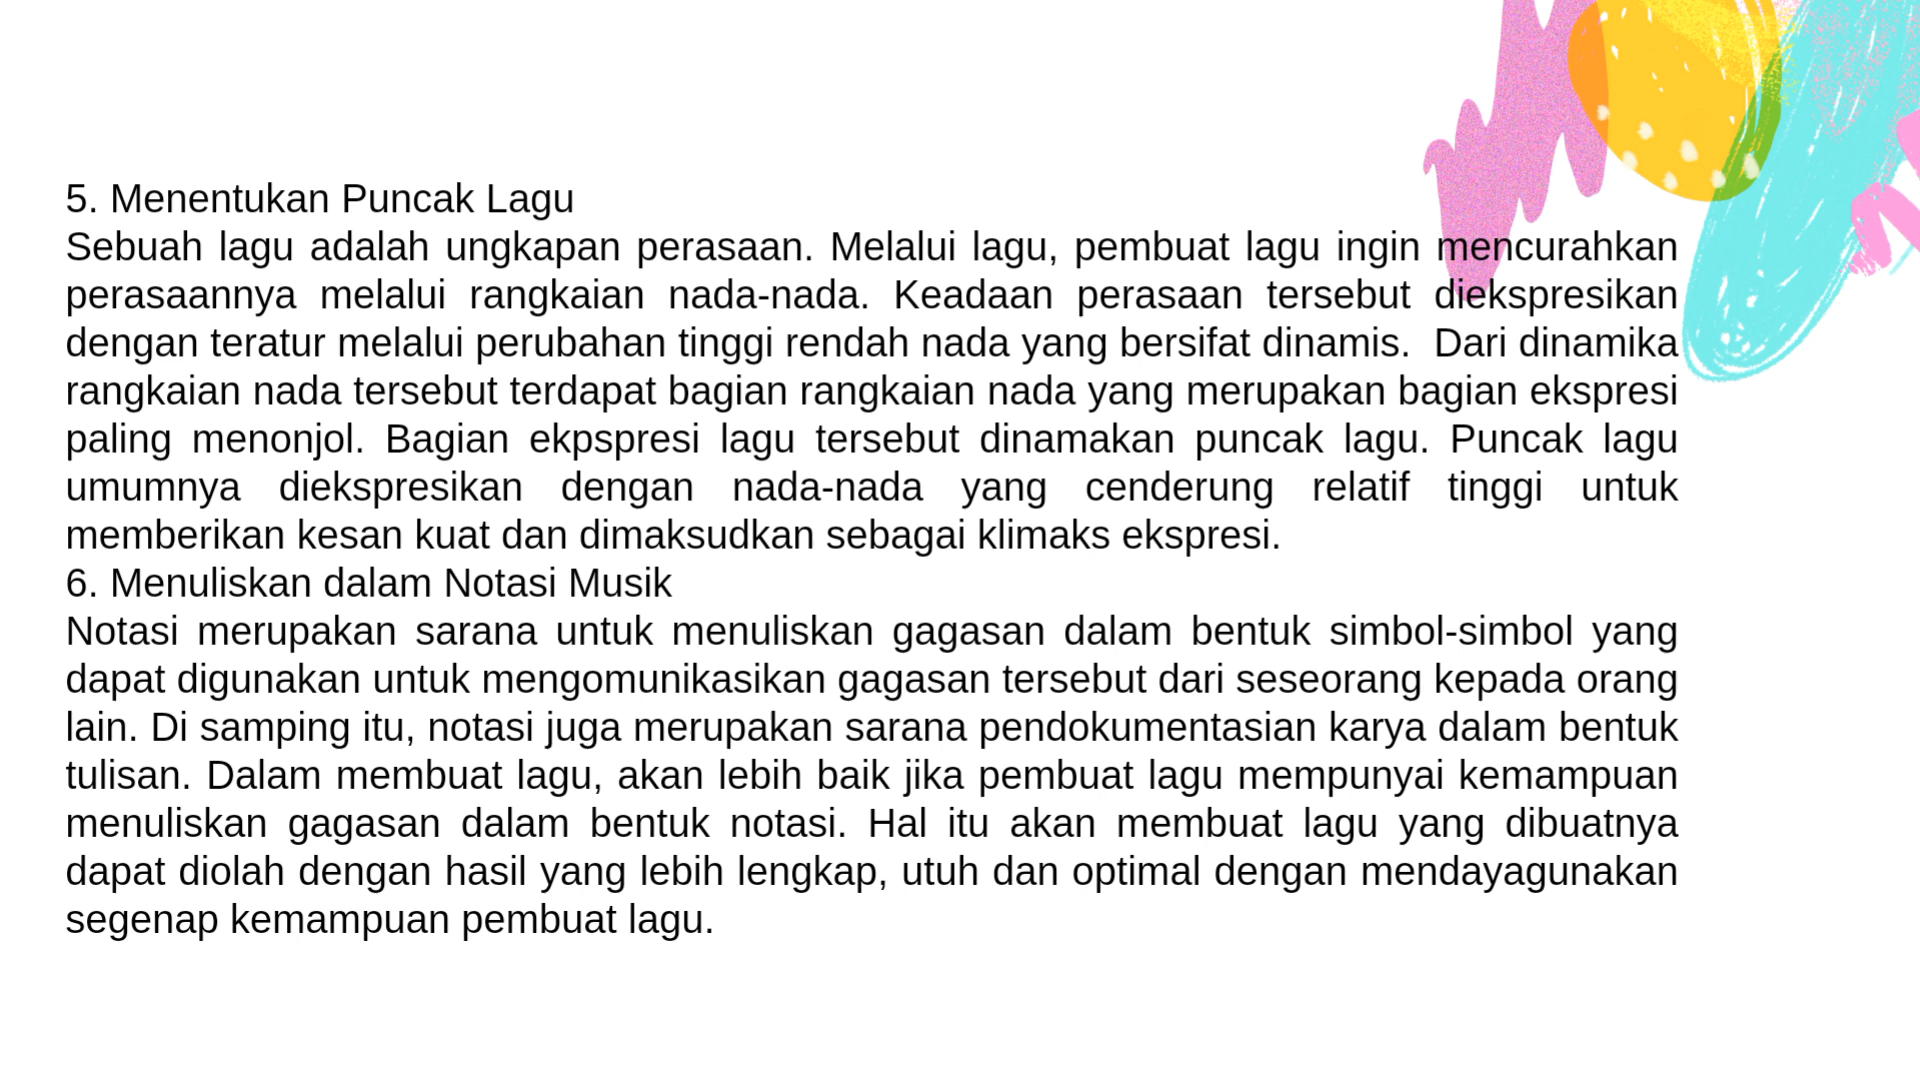 5. Menentukan Puncak Lagu
Sebuah lagu adalah ungkapan perasaan. Melalui lagu, pembuat lagu ingin mencurahkan
perasaannya melalui rangkaian nada-nada. Keadaan perasaan tersebut diekspresikan
dengan teratur melalui perubahan tinggi rendah nada yang bersifat dinamis.  Dari dinamika
rangkaian nada tersebut terdapat bagian rangkaian nada yang merupakan bagian ekspresi
paling menonjol. Bagian ekpspresi lagu tersebut dinamakan puncak lagu. Puncak lagu
umumnya diekspresikan dengan nada-nada yang cenderung relatif tinggi untuk
memberikan kesan kuat dan dimaksudkan sebagai klimaks ekspresi.
6. Menuliskan dalam Notasi Musik
Notasi merupakan sarana untuk menuliskan gagasan dalam bentuk simbol-simbol yang
dapat digunakan untuk mengomunikasikan gagasan tersebut dari seseorang kepada orang
lain. Di samping itu, notasi juga merupakan sarana pendokumentasian karya dalam bentuk
tulisan. Dalam membuat lagu, akan lebih baik jika pembuat lagu mempunyai kemampuan
menuliskan gagasan dalam bentuk notasi. Hal itu akan membuat lagu yang dibuatnya
dapat diolah dengan hasil yang lebih lengkap, utuh dan optimal dengan mendayagunakan
segenap kemampuan pembuat lagu.